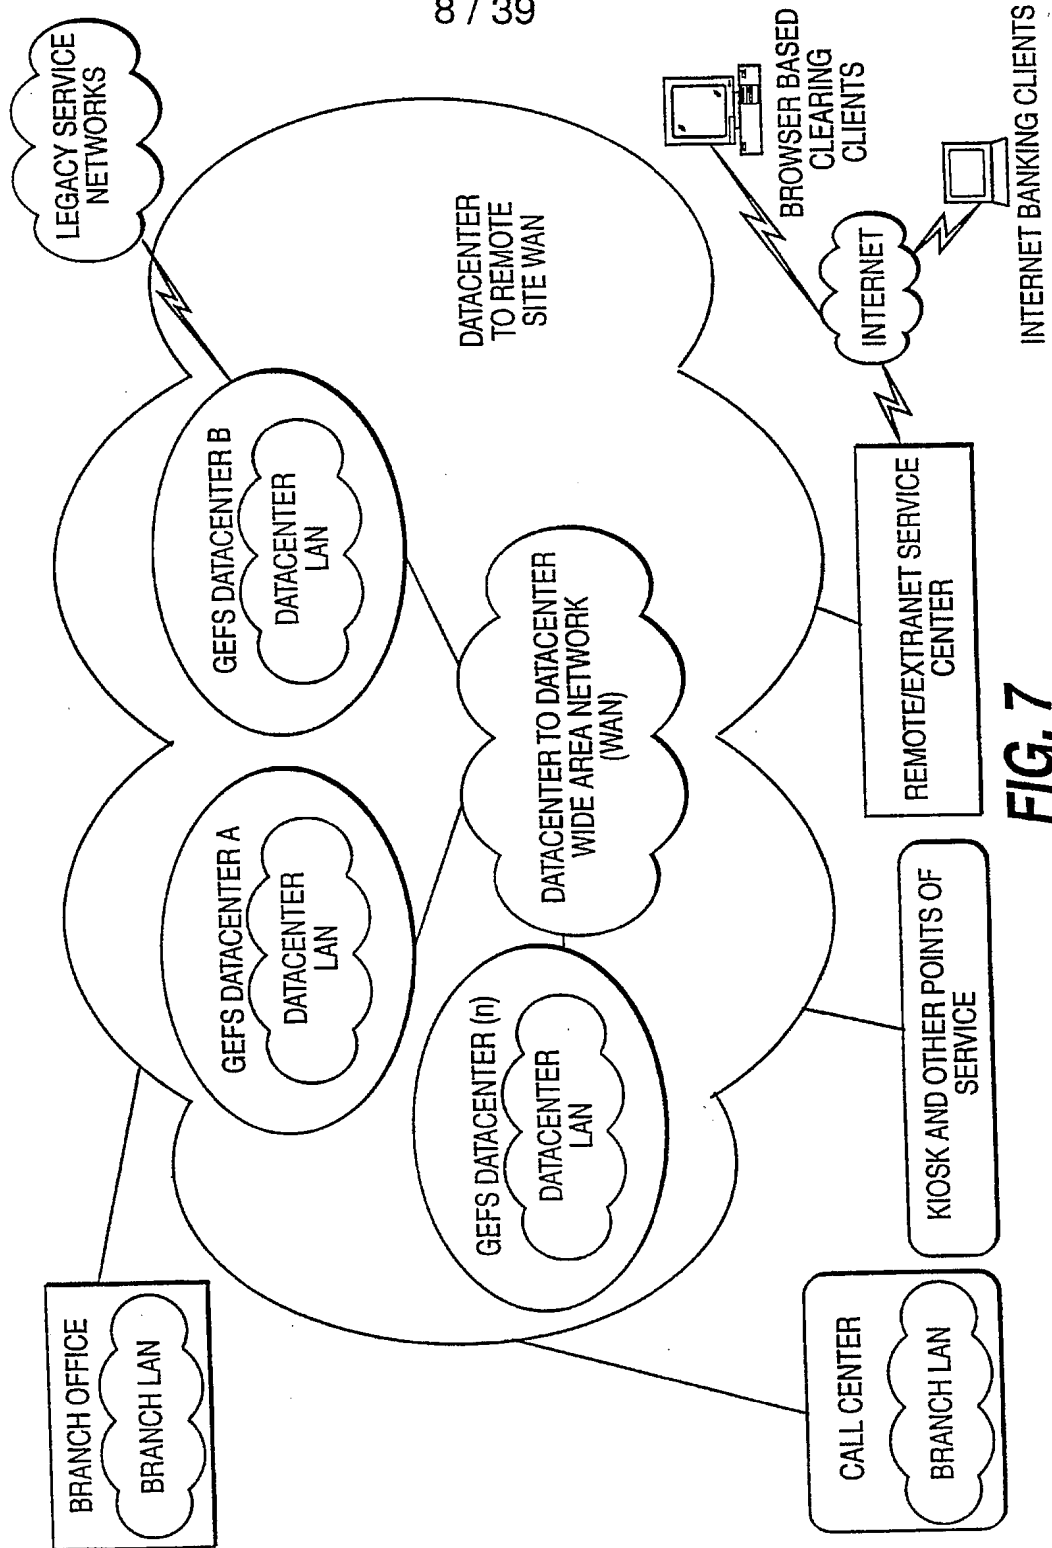 8 / 39
BRANCH OFFICE
BRANCH LAN
LEGACY SERVICE
NETWORKS
GEFS DATACENTER A
DATACENTER
LAN
GEFS DATACENTER B
DATACENTER
LAN
GEFS DATACENTER (n)
DATACENTER
LAN
DATACENTER TO DATACENTER
WIDE AREA NETWORK
(WAN)
DATACENTER
TO REMOTE
SITE WAN
CALL CENTER
BRANCH LAN
KIOSK AND OTHER POINTS OF
SERVICE
REMOTE/EXTRANET SERVICE
CENTER
INTERNET
BROWSER BASED
CLEARING
CLIENTS
INTERNET BANKING CLIENTS
FIG. 7